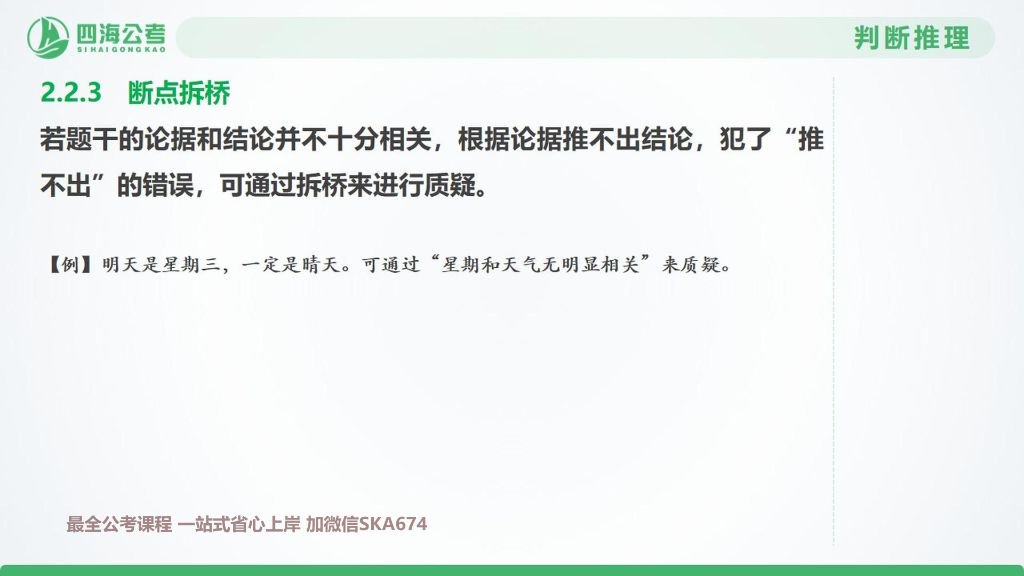 四海公考
SIHAIGONGKAO
判断推理
2.2.3 断点拆桥
若题干的论据和结论并不十分相关，根据论据推不出结论，犯了“推
不出”的错误，可通过拆桥来进行质疑。
【例】明天是星期三，一定是晴天。可通过“星期和天气无明显相关”来质疑。
最全公考课程 一站式省心上岸 加微信SKA674